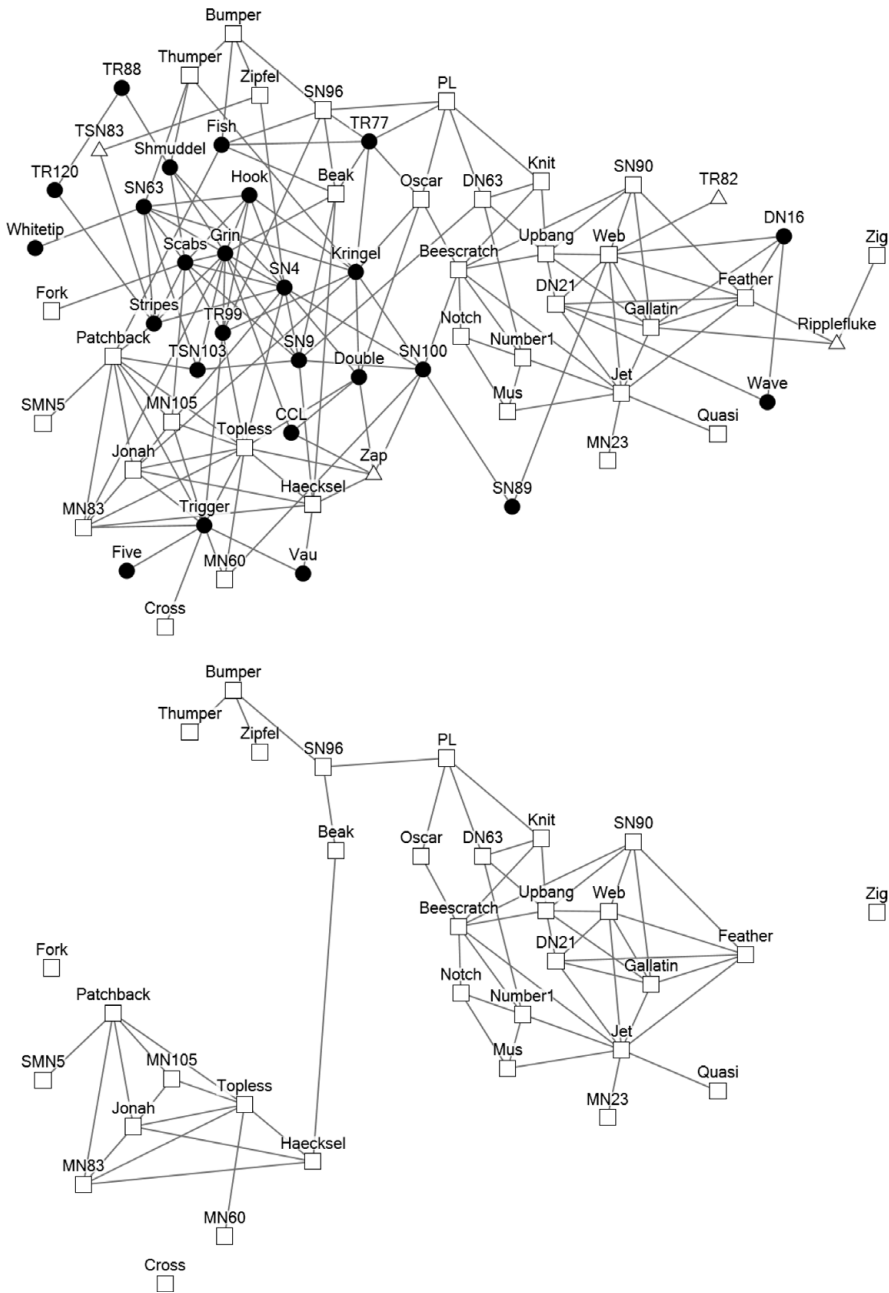 Bumper
Thumper
TR88
Zipfel
SN96
PL
TSN83
Fish
TR77
Shmuddel
TR120
Hook
Beak
Oscar
DN63
Knit
SN90
TR82
SN63
DN16
Whitetip
Scabs
Grin
Kringel
Beescratch
Upbang
Web
Zig
SN4
Fork
DN21
Feather
Stripes
TR99
Gallatin
Patchback
Notch
Number1
Ripplefluke
TSN103
SN9
Double
SN100
Jet
Wave
SMN5
MN105
Mus
Topless
CCL
Quasi
Jonah
Zap
MN23
Haecksel
SN89
MN83
Trigger
Five
MN60
Vau
Cross
Bumper
Thumper
Zipfel
SN96
PL
Beak
Oscar
DN63
Knit
SN90
Beescratch
Upbang
Web
Zig
Fork
DN21
Feather
Gallatin
Patchback
Notch
Number1
Jet
SMN5
MN105
Mus
Topless
Quasi
Jonah
MN23
Haecksel
MN83
MN60
Cross